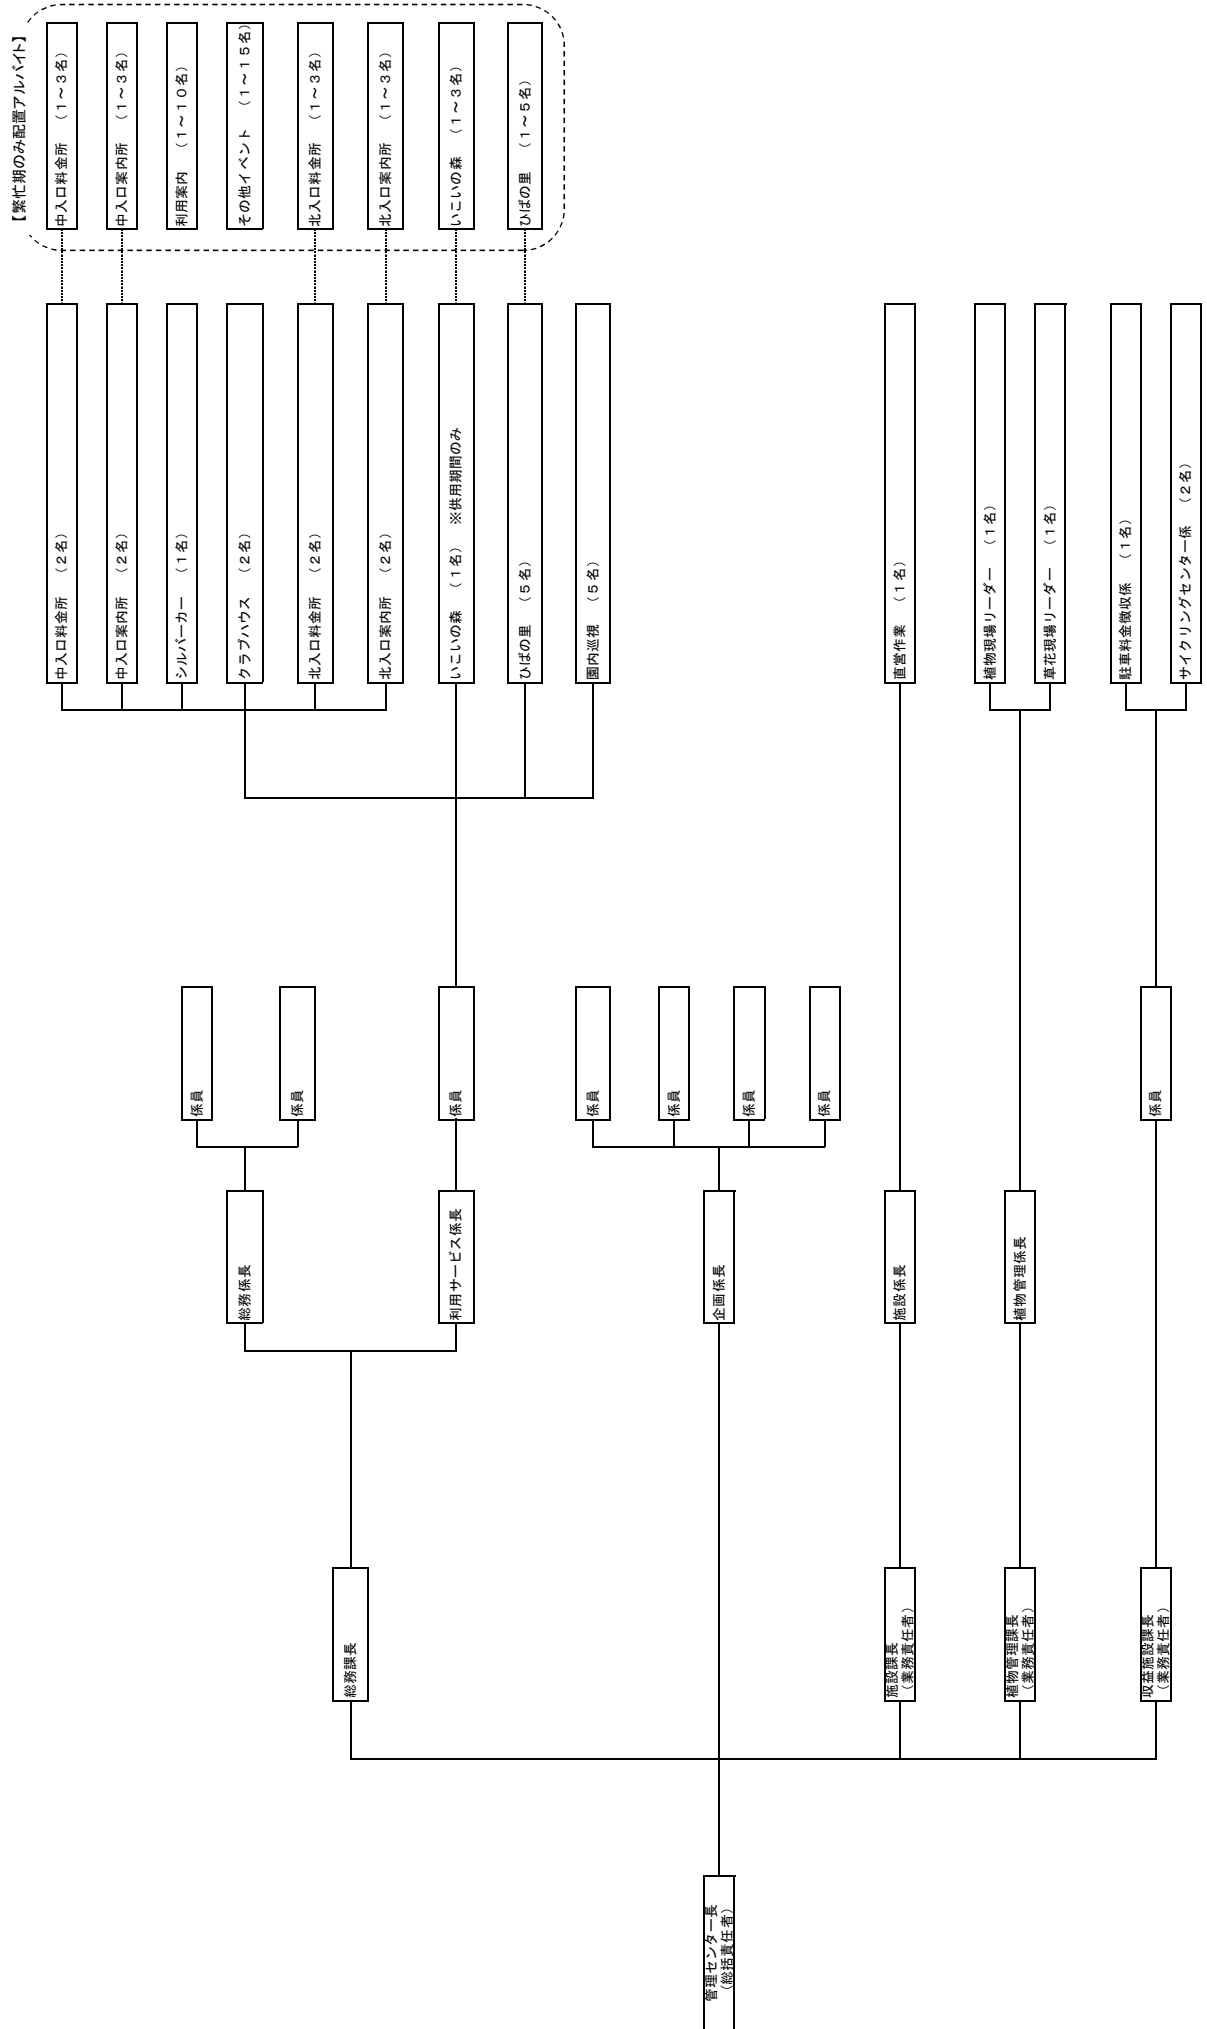 管理センター長
（総括責任者）
総務課長
施設課長
（業務責任者）
植物管理課長
（業務責任者）
収益施設課長
（業務責任者）
総務係長
利用サービス係長
企画係長
施設係長
植物管理係長
係員
係員
係員
係員
係員
係員
係員
係員
中入口料金所　（２名）
中入口案内所　（２名）
シルバーカー　（１名）
クラブハウス　（２名）
北入口料金所　（２名）
北入口案内所　（２名）
いこいの森　（１名）　※供用期間のみ
ひばの里　（５名）
園内巡視　（５名）
直営作業　（１名）
植物現場リーダー　（１名）
草花現場リーダー　（１名）
駐車料金徴収係　（１名）
サイクリングセンター係　（２名）
【繁忙期のみ配置アルバイト】
中入口料金所　（１～３名）
中入口案内所　（１～３名）
利用案内　（１～１０名）
その他イベント　（１～１５名）
北入口料金所　（１～３名）
北入口案内所　（１～３名）
いこいの森　（１～３名）
ひばの里　（１～５名）